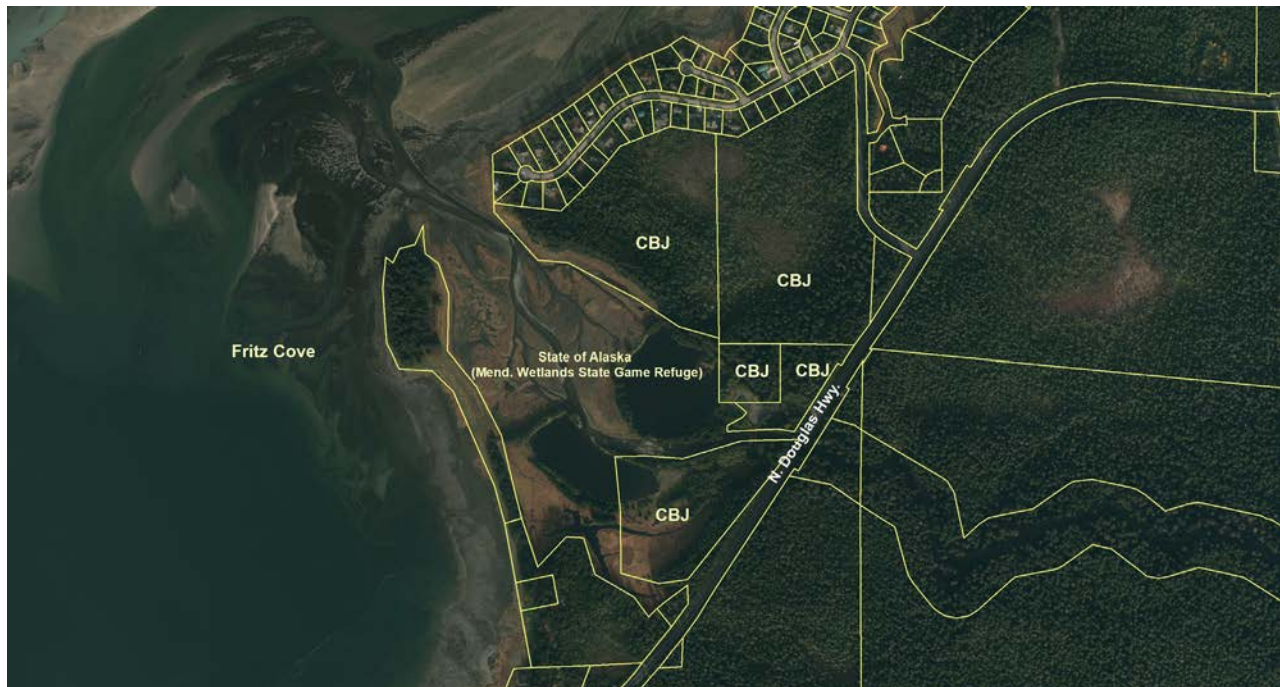 CBJ
CBJ
Fritz Cove
State of Alaska
(Mend. Wetlands State Game Refuge)
CBJ
CBJ
N. Douglas Hwy.
CBJ